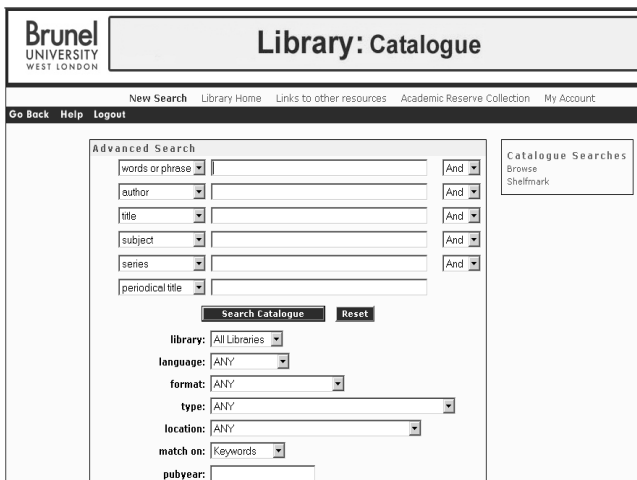 Brunel
UNIVERSITY
WEST LONDON
Library: Catalogue
New Search Library Home Links to other resources Academic Reserve Collection My Account
Go Back Help Logout
Advanced Search
words or phrase And
author And
title And
subject And
series And
periodical title
Search Catalogue Reset
library: All Libraries
language: ANY
format: ANY
type: ANY
location: ANY
match on: Keywords
pubyear:
Catalogue Searches
Browse
Shelfmark